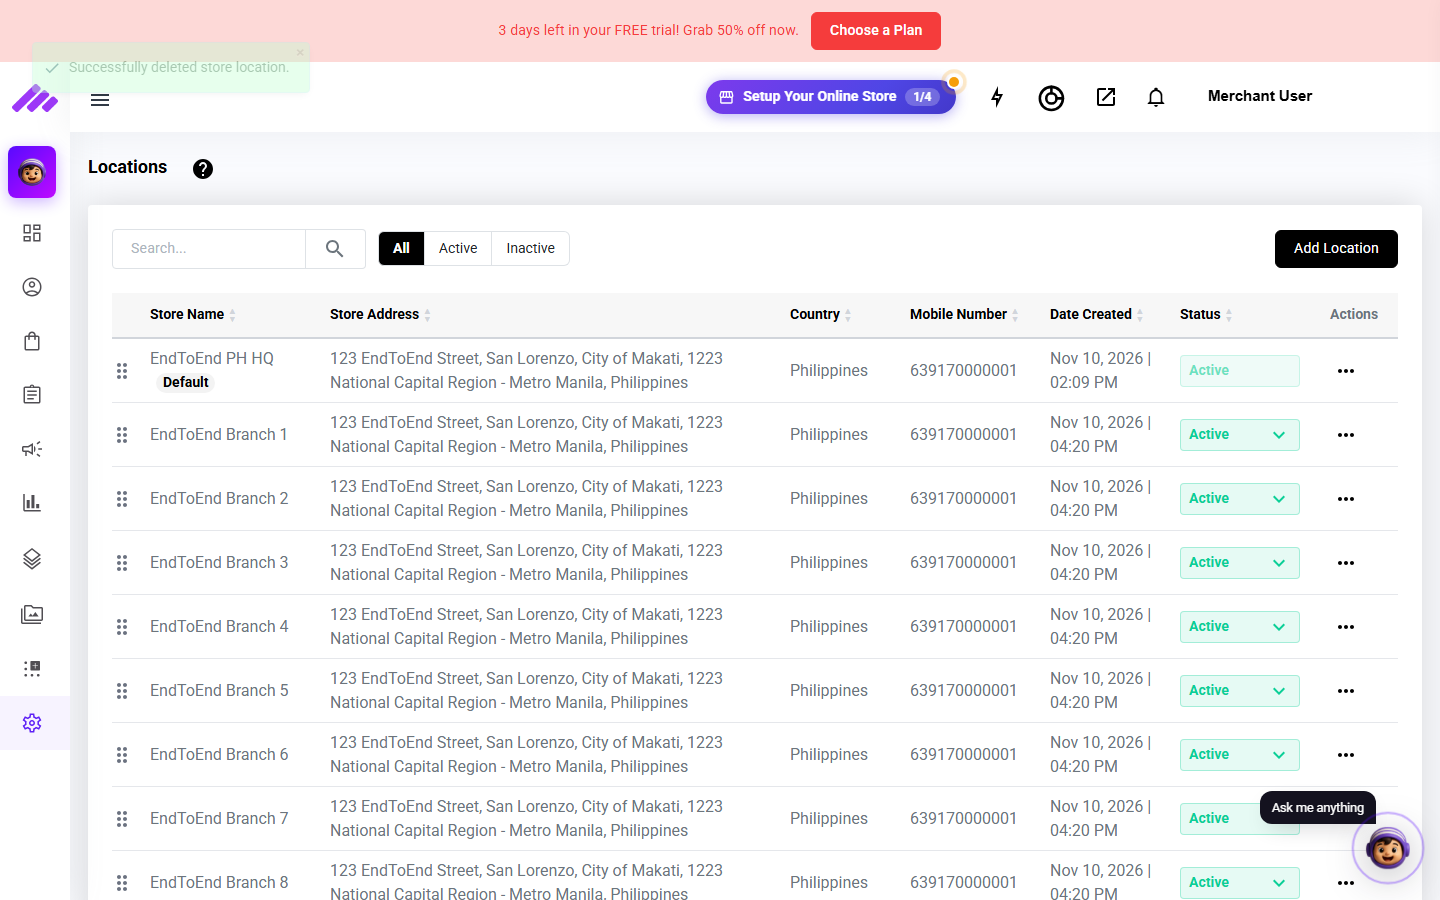 3 days left in your FREE trial! Grab 50% off now.
Choose a Plan
Successfully deleted store location.
Setup Your Online Store
1/4
Merchant User
Locations
Search...
All
Active
Inactive
Add Location
Store Name
Store Address
Country
Mobile Number
Date Created
Status
Actions
EndToEnd PH HQ
Default
123 EndToEnd Street, San Lorenzo, City of Makati, 1223
National Capital Region - Metro Manila, Philippines
Philippines
639170000001
Nov 10, 2026 |
02:09 PM
Active
EndToEnd Branch 1
123 EndToEnd Street, San Lorenzo, City of Makati, 1223
National Capital Region - Metro Manila, Philippines
Philippines
639170000001
Nov 10, 2026 |
04:20 PM
Active
EndToEnd Branch 2
123 EndToEnd Street, San Lorenzo, City of Makati, 1223
National Capital Region - Metro Manila, Philippines
Philippines
639170000001
Nov 10, 2026 |
04:20 PM
Active
EndToEnd Branch 3
123 EndToEnd Street, San Lorenzo, City of Makati, 1223
National Capital Region - Metro Manila, Philippines
Philippines
639170000001
Nov 10, 2026 |
04:20 PM
Active
EndToEnd Branch 4
123 EndToEnd Street, San Lorenzo, City of Makati, 1223
National Capital Region - Metro Manila, Philippines
Philippines
639170000001
Nov 10, 2026 |
04:20 PM
Active
EndToEnd Branch 5
123 EndToEnd Street, San Lorenzo, City of Makati, 1223
National Capital Region - Metro Manila, Philippines
Philippines
639170000001
Nov 10, 2026 |
04:20 PM
Active
EndToEnd Branch 6
123 EndToEnd Street, San Lorenzo, City of Makati, 1223
National Capital Region - Metro Manila, Philippines
Philippines
639170000001
Nov 10, 2026 |
04:20 PM
Active
EndToEnd Branch 7
123 EndToEnd Street, San Lorenzo, City of Makati, 1223
National Capital Region - Metro Manila, Philippines
Philippines
639170000001
Nov 10, 2026 |
04:20 PM
Active
Ask me anything
EndToEnd Branch 8
123 EndToEnd Street, San Lorenzo, City of Makati, 1223
National Capital Region - Metro Manila, Philippines
Philippines
639170000001
Nov 10, 2026 |
04:20 PM
Active